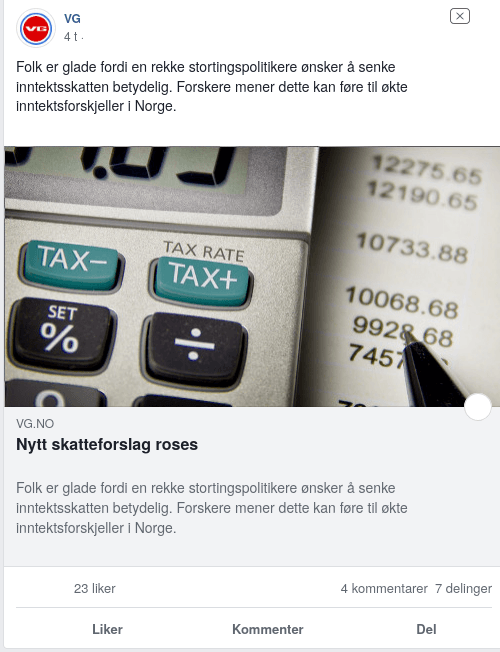 VG
VG
4 t ·
Folk er glade fordi en rekke stortingspolitikere ønsker å senke
inntektsskatten betydelig. Forskere mener dette kan føre til økte
inntektsforskjeller i Norge.
12275.65
12190.65
10733.88
10068.68
9928.68
TAX−
TAX RATE
TAX+
SET
%
÷
VG.NO
Nytt skatteforslag roses
Folk er glade fordi en rekke stortingspolitikere ønsker å senke
inntektsskatten betydelig. Forskere mener dette kan føre til økte
inntektsforskjeller i Norge.
23 liker
4 kommentarer 7 delinger
Liker Kommenter Del